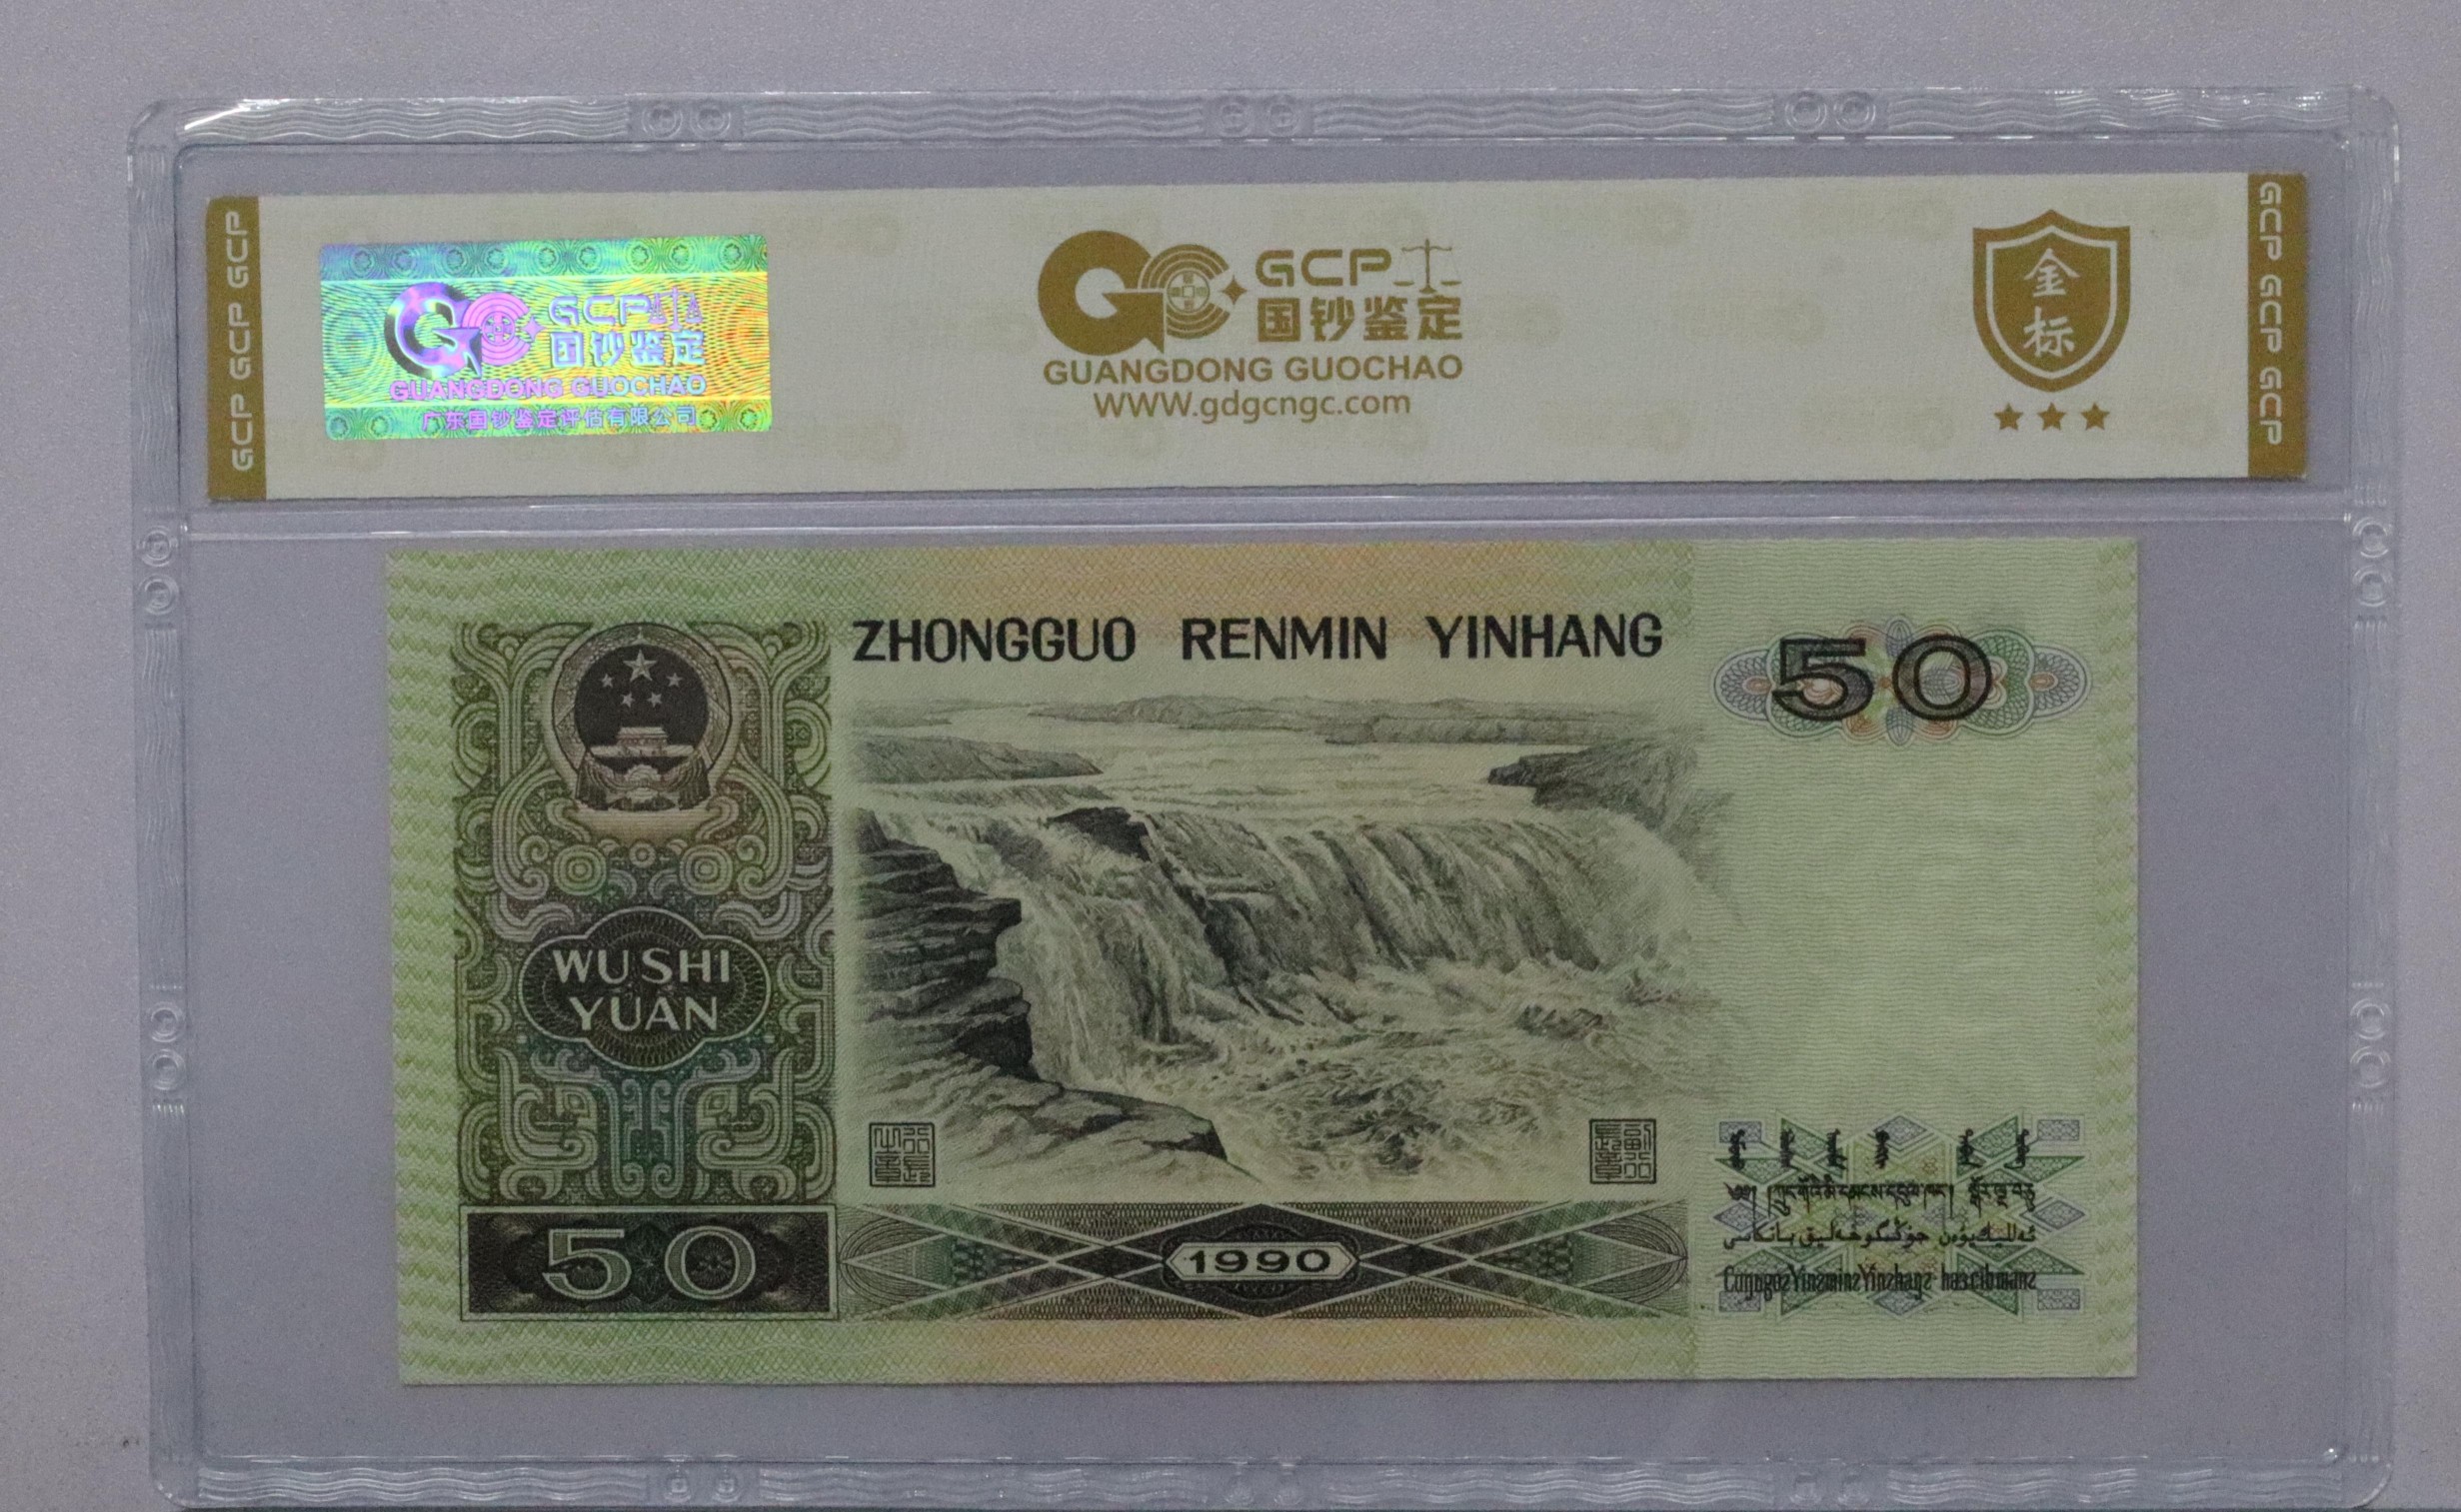 GCP GCP GCP
GCP
国钞鉴定
GUANGDONG GUOCHAO
广东国钞鉴定评估有限公司
GCP
国钞鉴定
GUANGDONG GUOCHAO
WWW.gdgcngc.com
金
标
GCP GCP GCP
ZHONGGUO RENMIN YINHANG
50
WUSHI
YUAN
50
1990